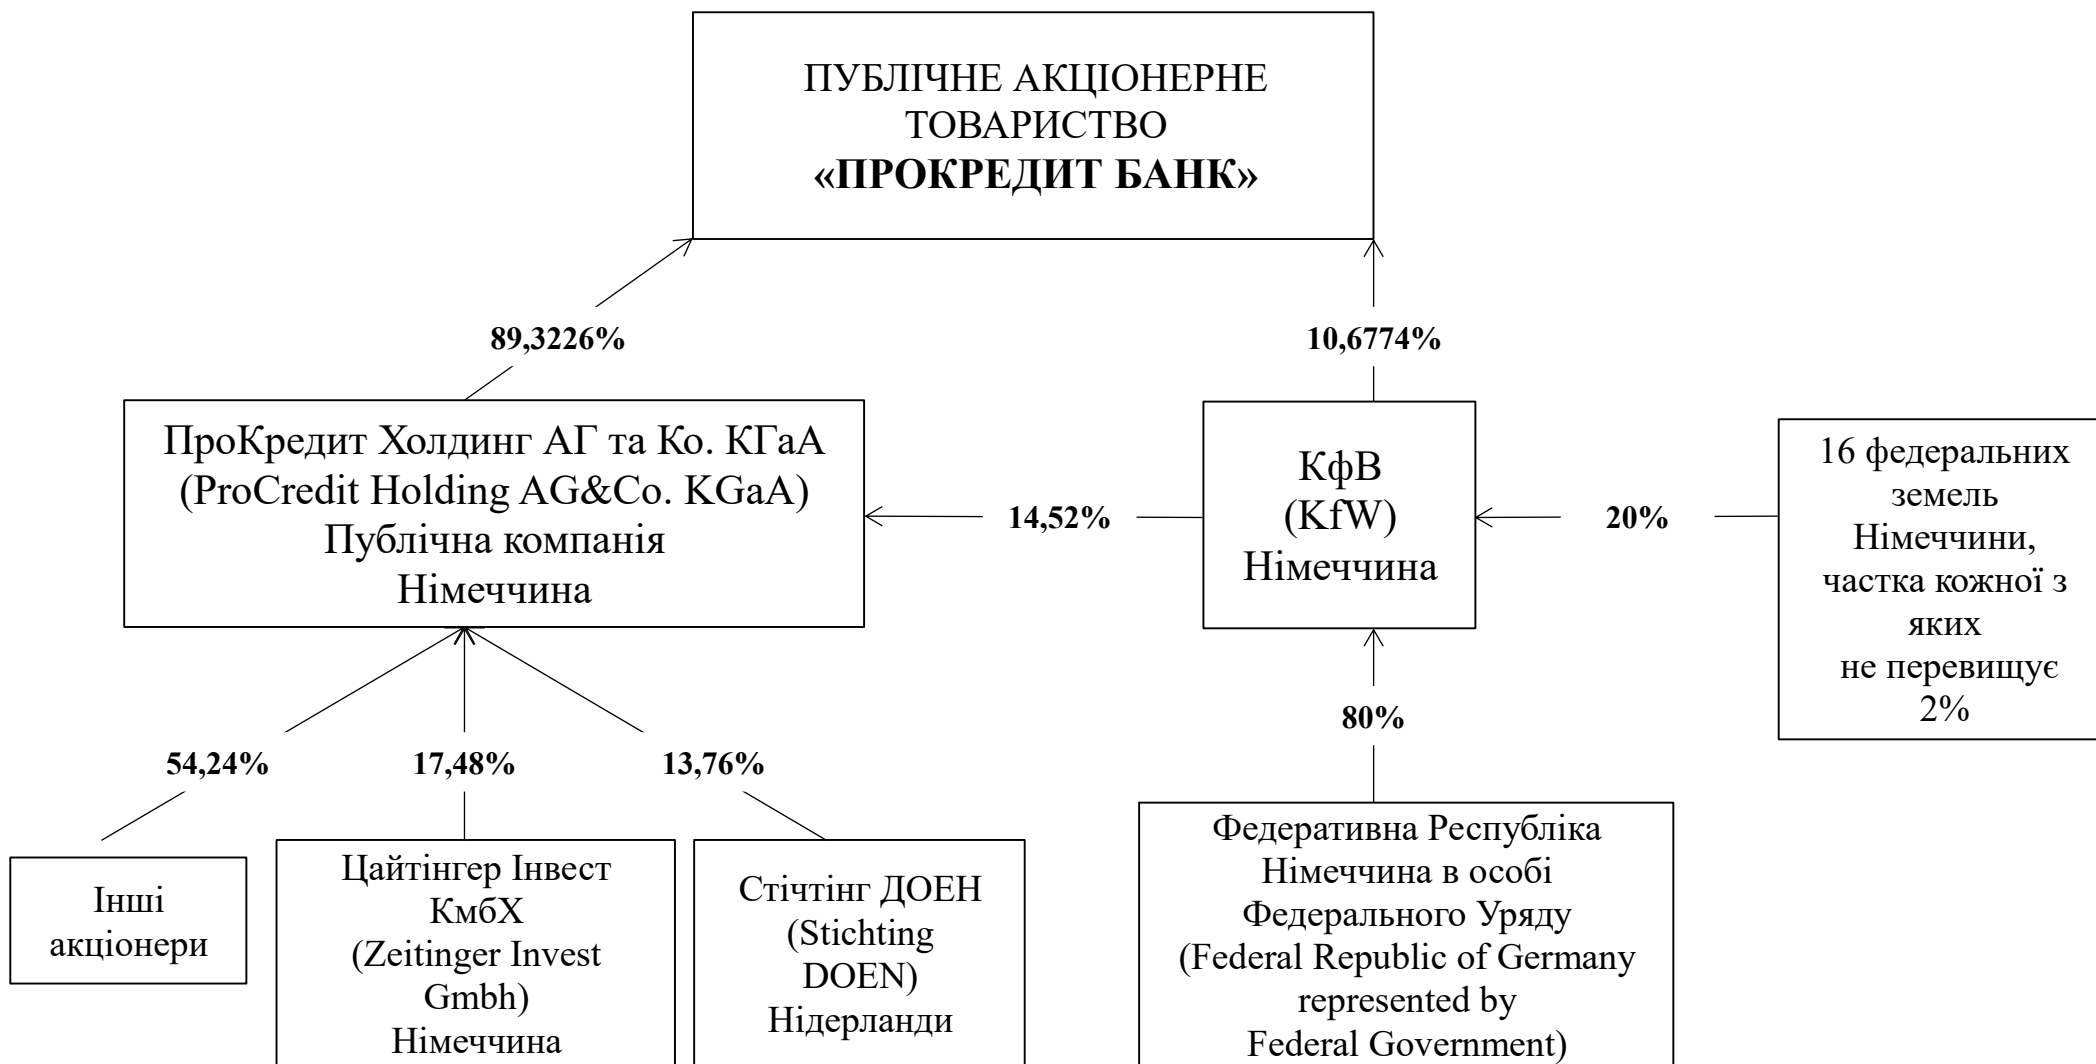 ПУБЛІЧНЕ АКЦІОНЕРНЕ
ТОВАРИСТВО
«ПРОКРЕДИТ БАНК»
89,3226%
10,6774%
ПроКредит Холдинг АГ та Ко. КГаА
(ProCredit Holding AG&Co. KGaA)
Публічна компанія
Німеччина
14,52%
КфВ
(KfW)
Німеччина
20%
16 федеральних
земель
Німеччини,
частка кожної з
яких
не перевищує
2%
54,24%
17,48%
13,76%
80%
Інші
акціонери
Цайтінгер Інвест
КмбХ
(Zeitinger Invest
Gmbh)
Німеччина
Стічтінг ДОЕН
(Stichting
DOEN)
Нідерланди
Федеративна Республіка
Німеччина в особі
Федерального Уряду
(Federal Republic of Germany
represented by
Federal Government)